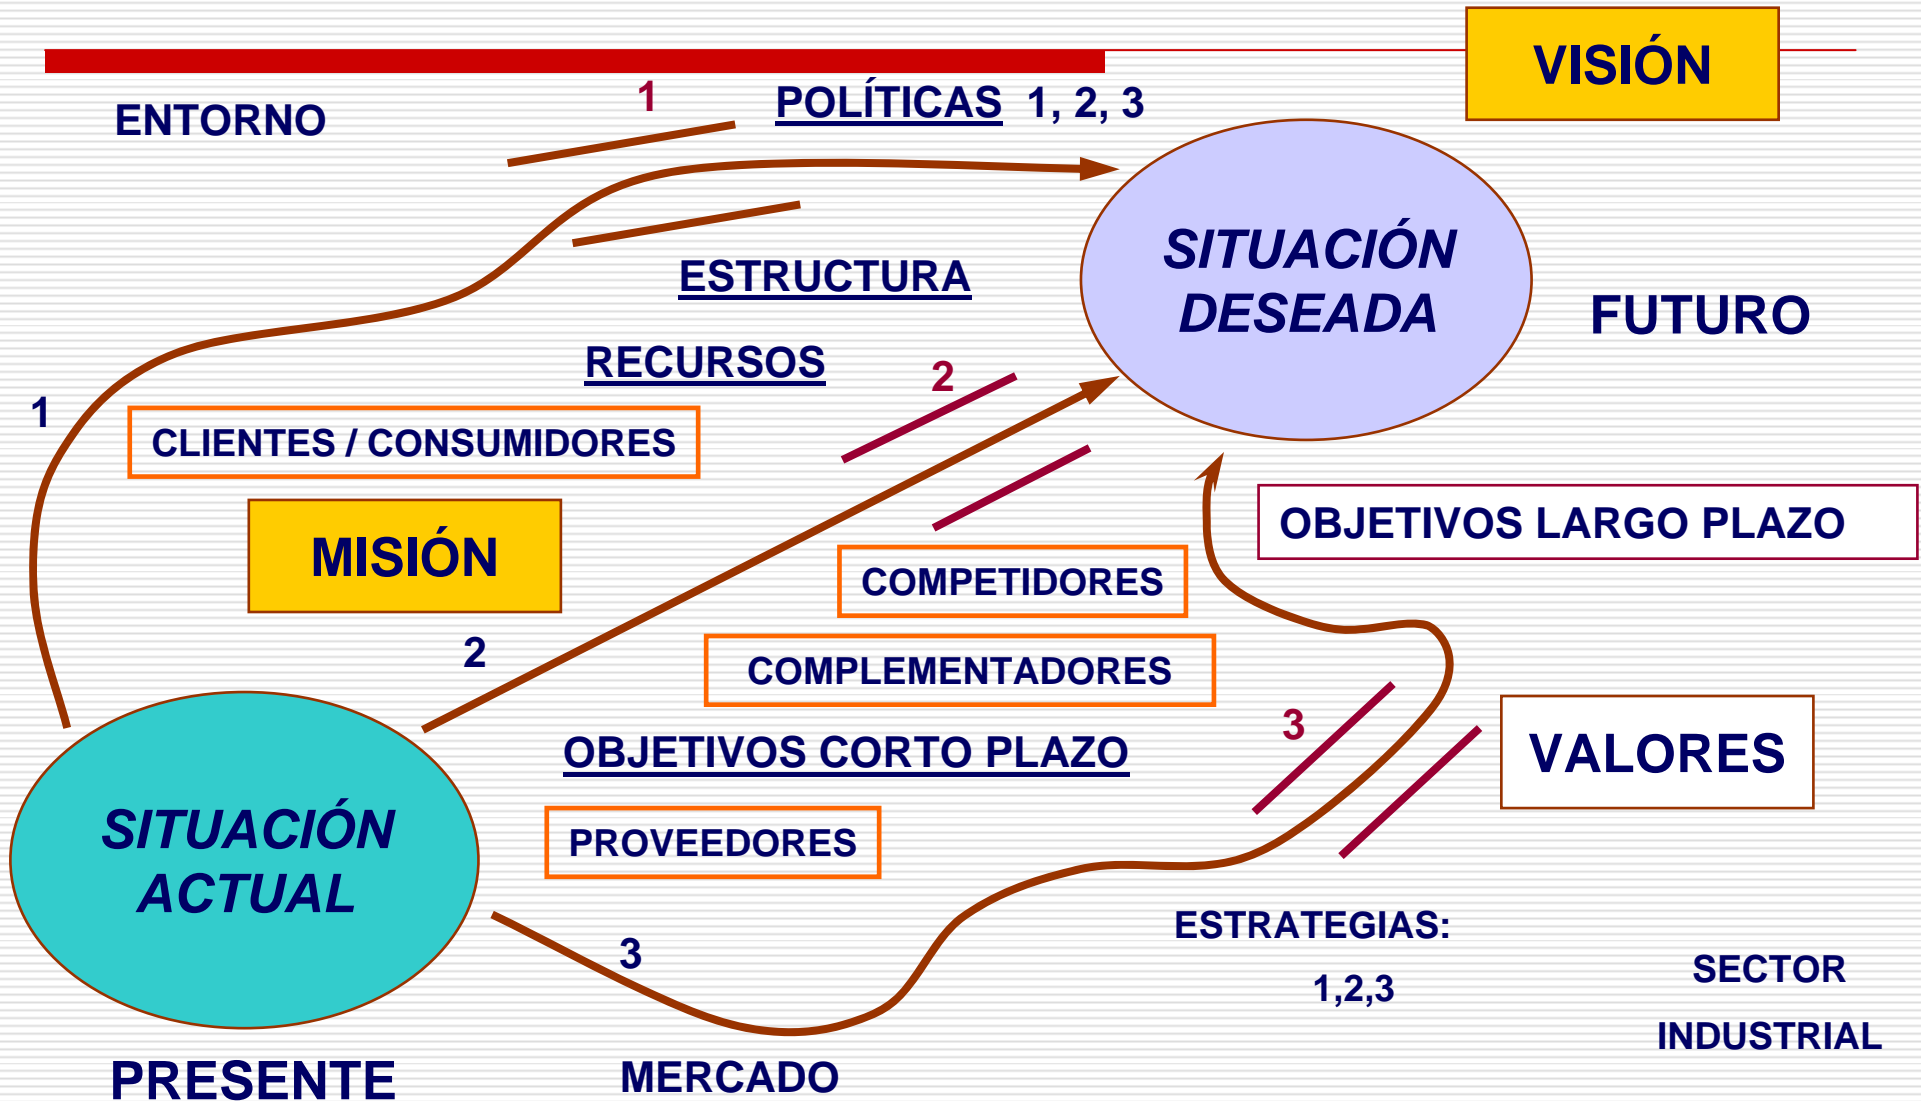 VISIÓN
1
POLÍTICAS 1, 2, 3
ENTORNO
SITUACIÓN
DESEADA
ESTRUCTURA
FUTURO
RECURSOS
2
1
CLIENTES / CONSUMIDORES
OBJETIVOS LARGO PLAZO
MISIÓN
COMPETIDORES
2
COMPLEMENTADORES
3
OBJETIVOS CORTO PLAZO
VALORES
SITUACIÓN
ACTUAL
PROVEEDORES
3
ESTRATEGIAS:
1,2,3
SECTOR
INDUSTRIAL
PRESENTE
MERCADO